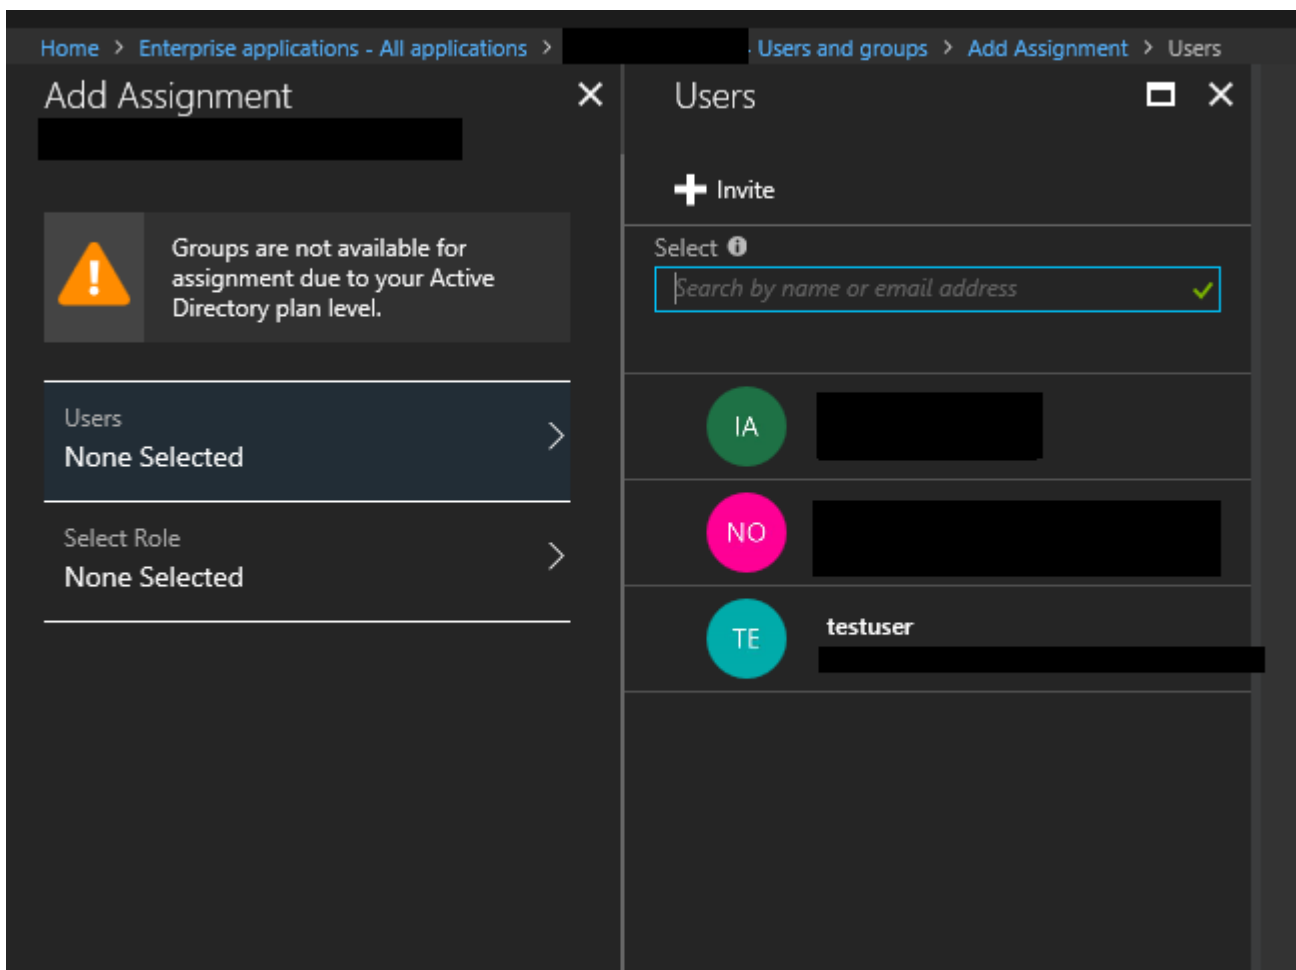 Home > Enterprise applications - All applications > - Users and groups > Add Assignment > Users
Add Assignment
Groups are not available for
assignment due to your Active
Directory plan level.
Users
None Selected
Select Role
None Selected
Users
Invite
Select
Search by name or email address
IA
NO
TE
testuser